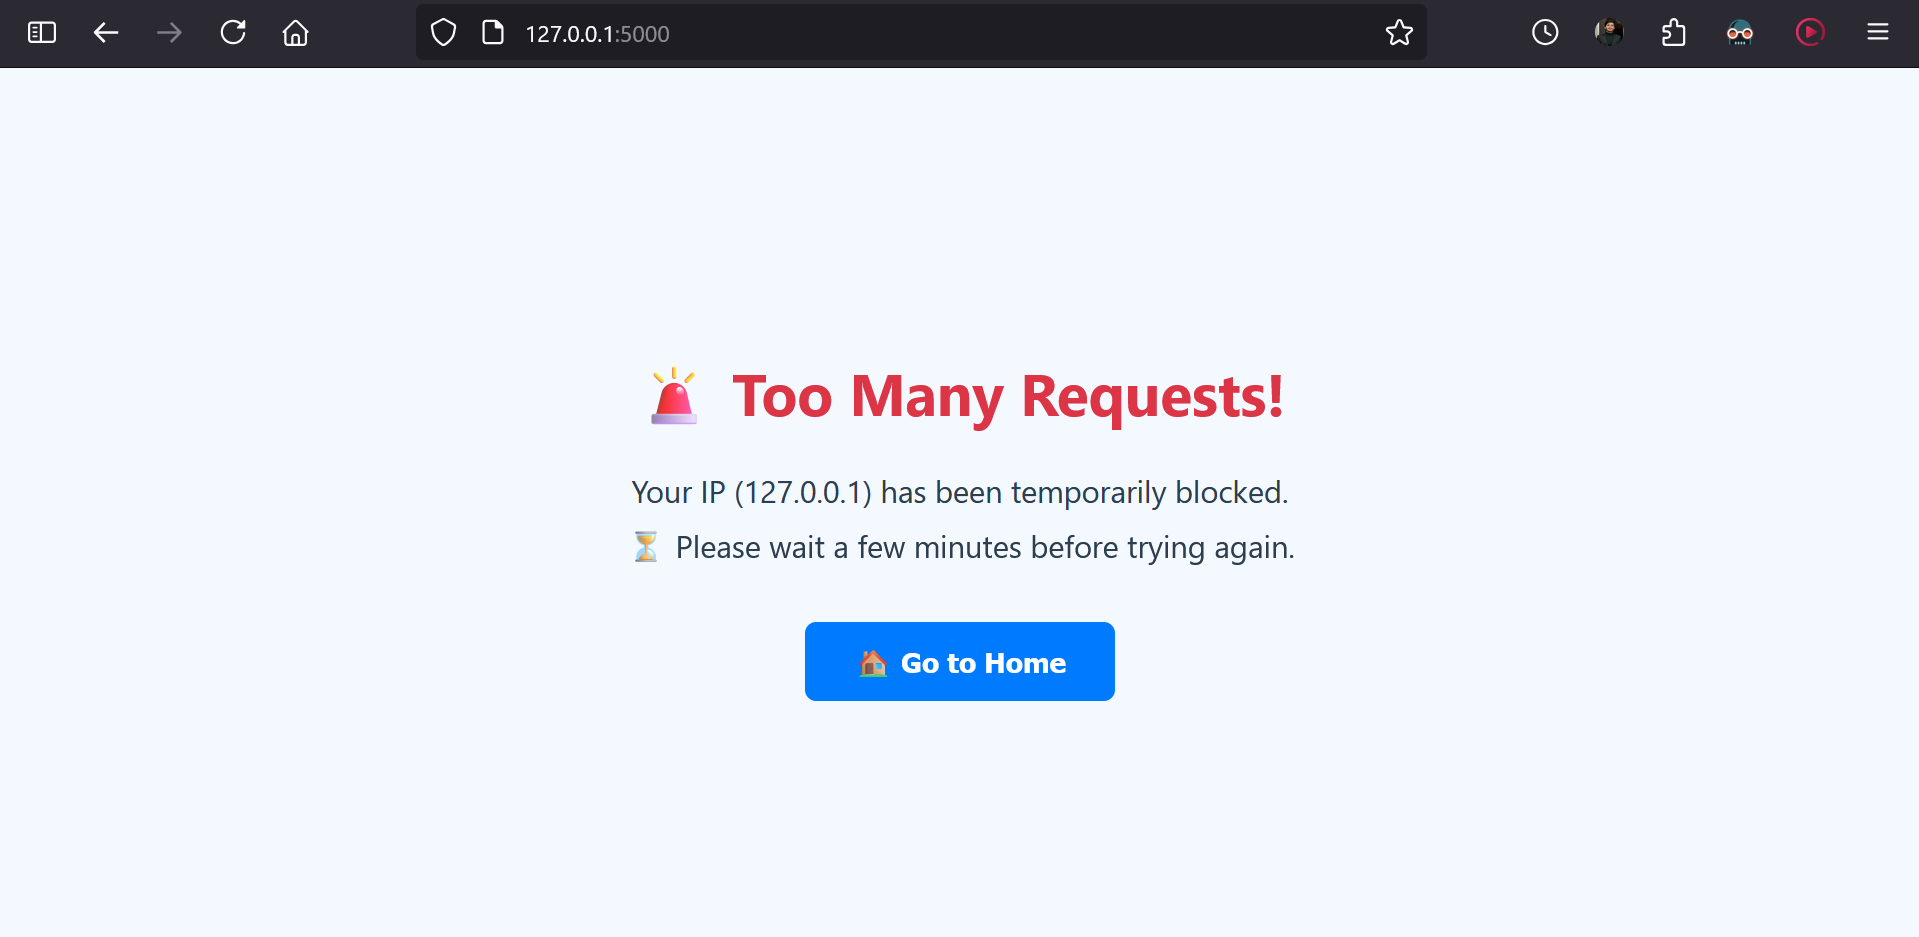 127.0.0.1:5000
🚨 Too Many Requests!
Your IP (127.0.0.1) has been temporarily blocked.
⏳ Please wait a few minutes before trying again.
🏠 Go to Home